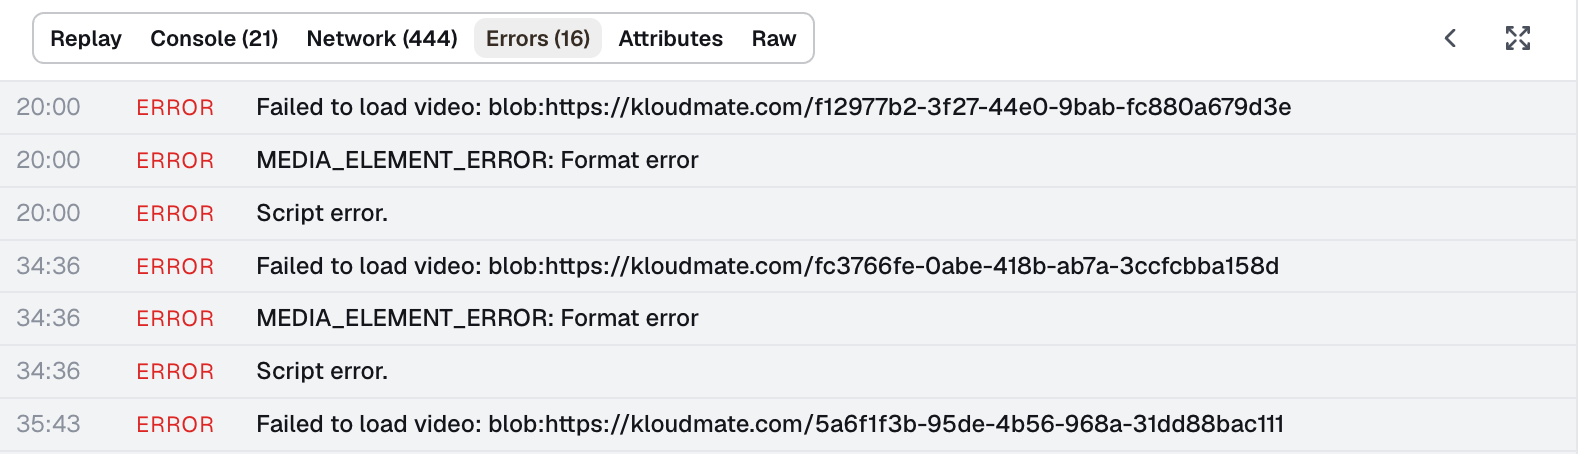 Replay Console (21) Network (444) Errors (16) Attributes Raw
20:00 ERROR Failed to load video: blob:https://kloudmate.com/f12977b2-3f27-44e0-9bab-fc880a679d3e
20:00 ERROR MEDIA_ELEMENT_ERROR: Format error
20:00 ERROR Script error.
34:36 ERROR Failed to load video: blob:https://kloudmate.com/fc3766fe-0abe-418b-ab7a-3ccfcbba158d
34:36 ERROR MEDIA_ELEMENT_ERROR: Format error
34:36 ERROR Script error.
35:43 ERROR Failed to load video: blob:https://kloudmate.com/5a6f1f3b-95de-4b56-968a-31dd88bac111